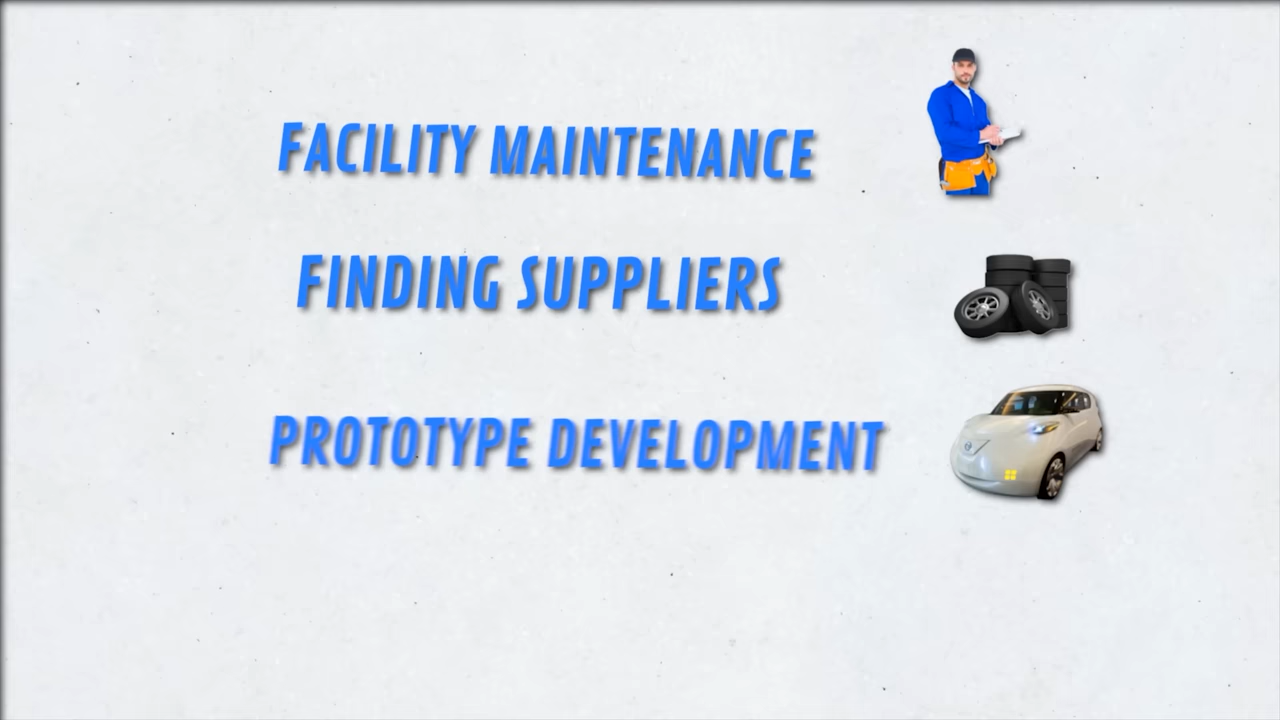 FACILITY MAINTENANCE
FINDING SUPPLIERS
PROTOTYPE DEVELOPMENT